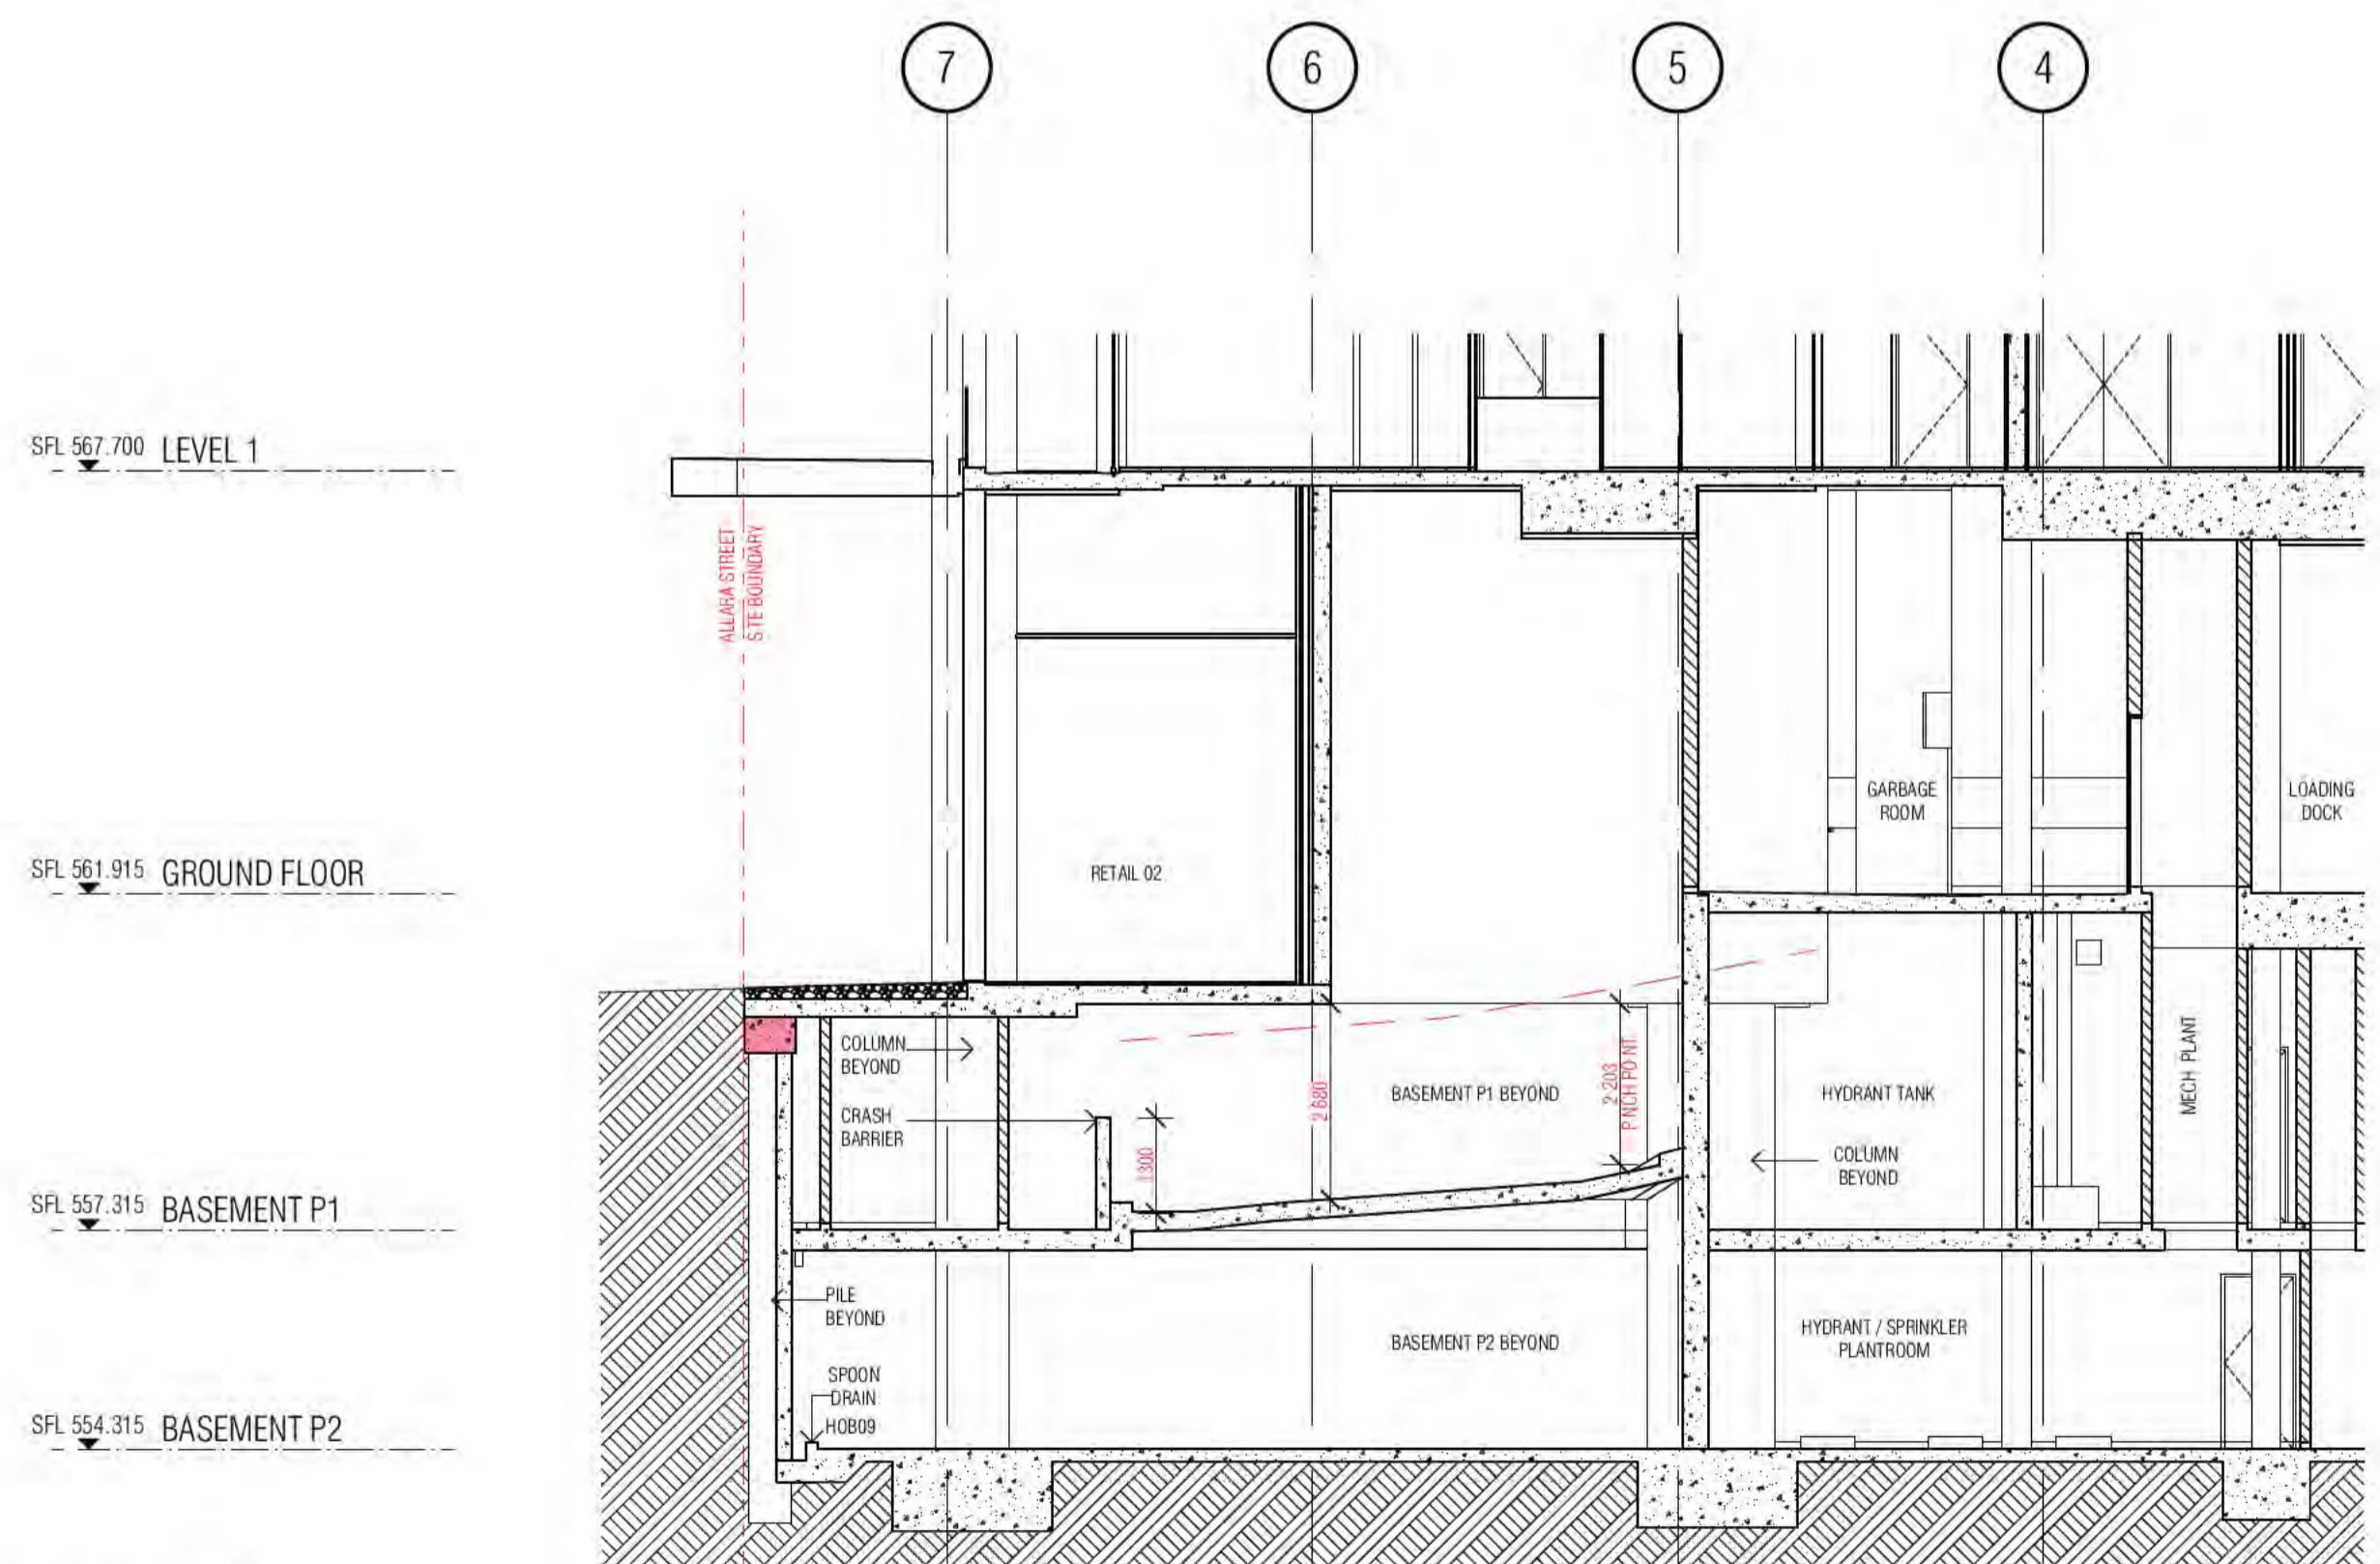 7
6
5
4
SFL 567.700 LEVEL 1
ALLARA STREET
SITE BOUNDARY
GARBAGE
ROOM
LOADING
DOCK
SFL 561.915 GROUND FLOOR
RETAIL 02
COLUMN
BEYOND
CRASH
BARRIER
1300
2 680
BASEMENT P1 BEYOND
2 203
PINCH POINT
HYDRANT TANK
MECH PLANT
COLUMN
BEYOND
SFL 557.315 BASEMENT P1
PILE
BEYOND
BASEMENT P2 BEYOND
HYDRANT / SPRINKLER
PLANTROOM
SPOON
DRAIN
HOB09
SFL 554.315 BASEMENT P2